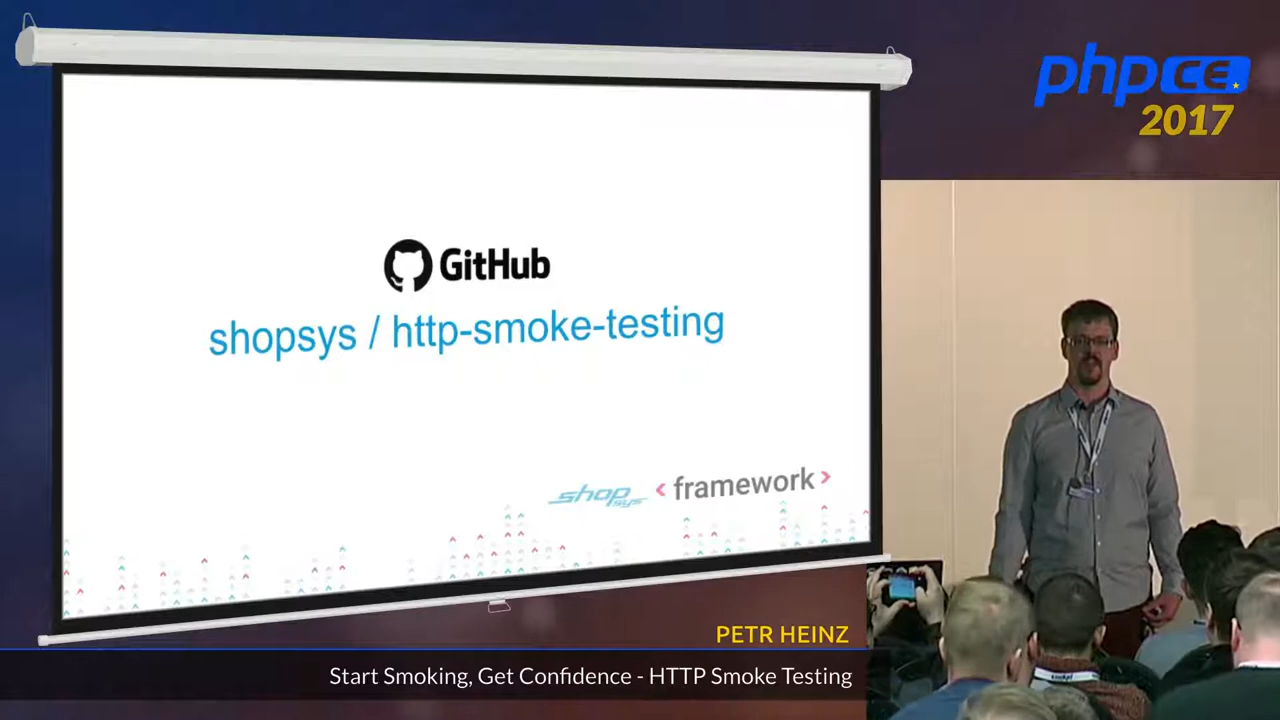 phpCE
2017
GitHub
shopsys / http-smoke-testing
shopsys <framework>
PETR HEINZ
Start Smoking, Get Confidence - HTTP Smoke Testing